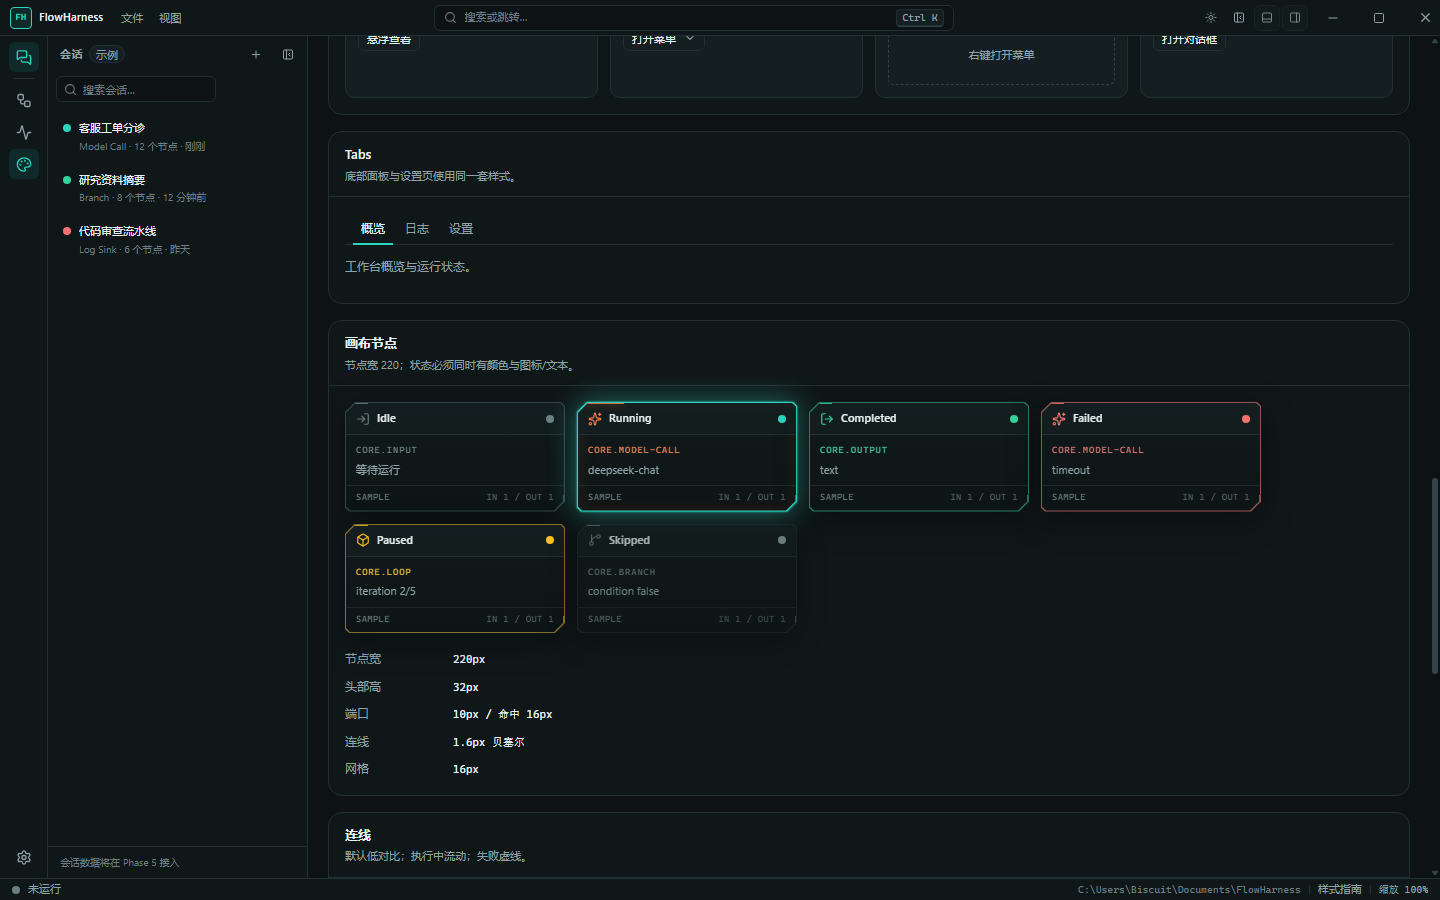 FH FlowHarness 文件 视图 搜索或跳转... Ctrl K
会话 示例
搜索会话...
客服工单分诊
Model Call · 12 个节点 · 刚刚
研究资料摘要
Branch · 8 个节点 · 12 分钟前
代码审查流水线
Log Sink · 6 个节点 · 昨天
会话数据将在 Phase 5 接入
悬浮查看 打开菜单 右键打开菜单 打开对话框
Tabs
底部面板与设置页使用同一套样式。
概览 日志 设置
工作台概览与运行状态。
画布节点
节点宽 220；状态必须同时有颜色与图标/文本。
Idle
CORE.INPUT
等待运行
SAMPLE IN 1 / OUT 1
Running
CORE.MODEL-CALL
deepseek-chat
SAMPLE IN 1 / OUT 1
Completed
CORE.OUTPUT
text
SAMPLE IN 1 / OUT 1
Failed
CORE.MODEL-CALL
timeout
SAMPLE IN 1 / OUT 1
Paused
CORE.LOOP
iteration 2/5
SAMPLE IN 1 / OUT 1
Skipped
CORE.BRANCH
condition false
SAMPLE IN 1 / OUT 1
节点宽 220px
头部高 32px
端口 10px / 命中 16px
连线 1.6px 贝塞尔
网格 16px
连线
默认低对比；执行中流动；失败虚线。
未运行 C:\Users\Biscuit\Documents\FlowHarness 样式指南 缩放 100%